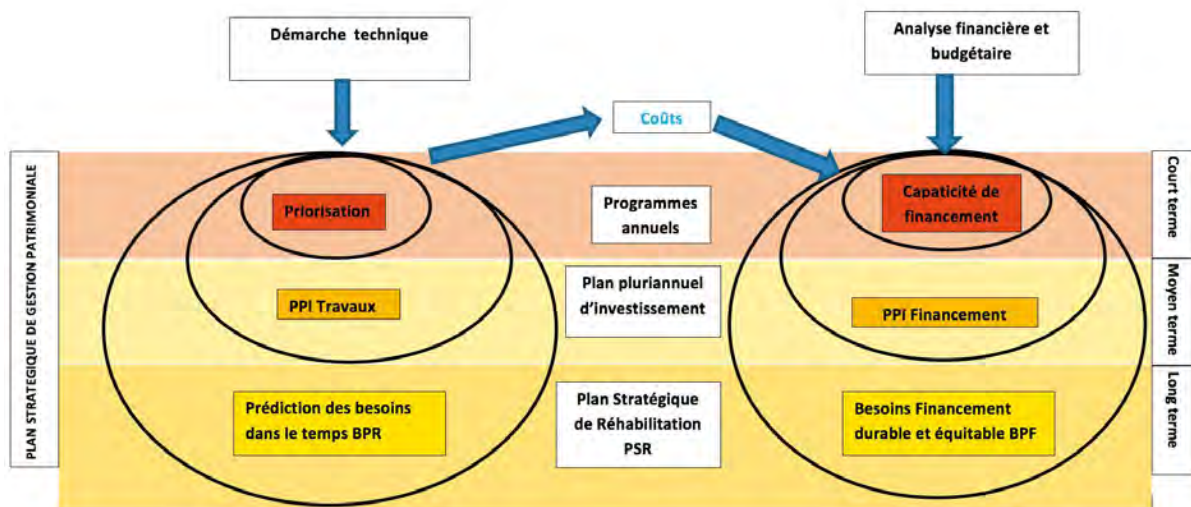 Démarche technique
Analyse financière et
budgétaire
Coûts
PLAN STRATEGIQUE DE GESTION PATRIMONIALE
Priorisation
Programmes
annuels
Capaticité de
financement
Court terme
PPI Travaux
Plan pluriannuel
d'investissement
PPI Financement
Moyen terme
Prédiction des besoins
dans le temps BPR
Plan Stratégique
de Réhabilitation
PSR
Besoins Financement
durable et équitable BPF
Long terme